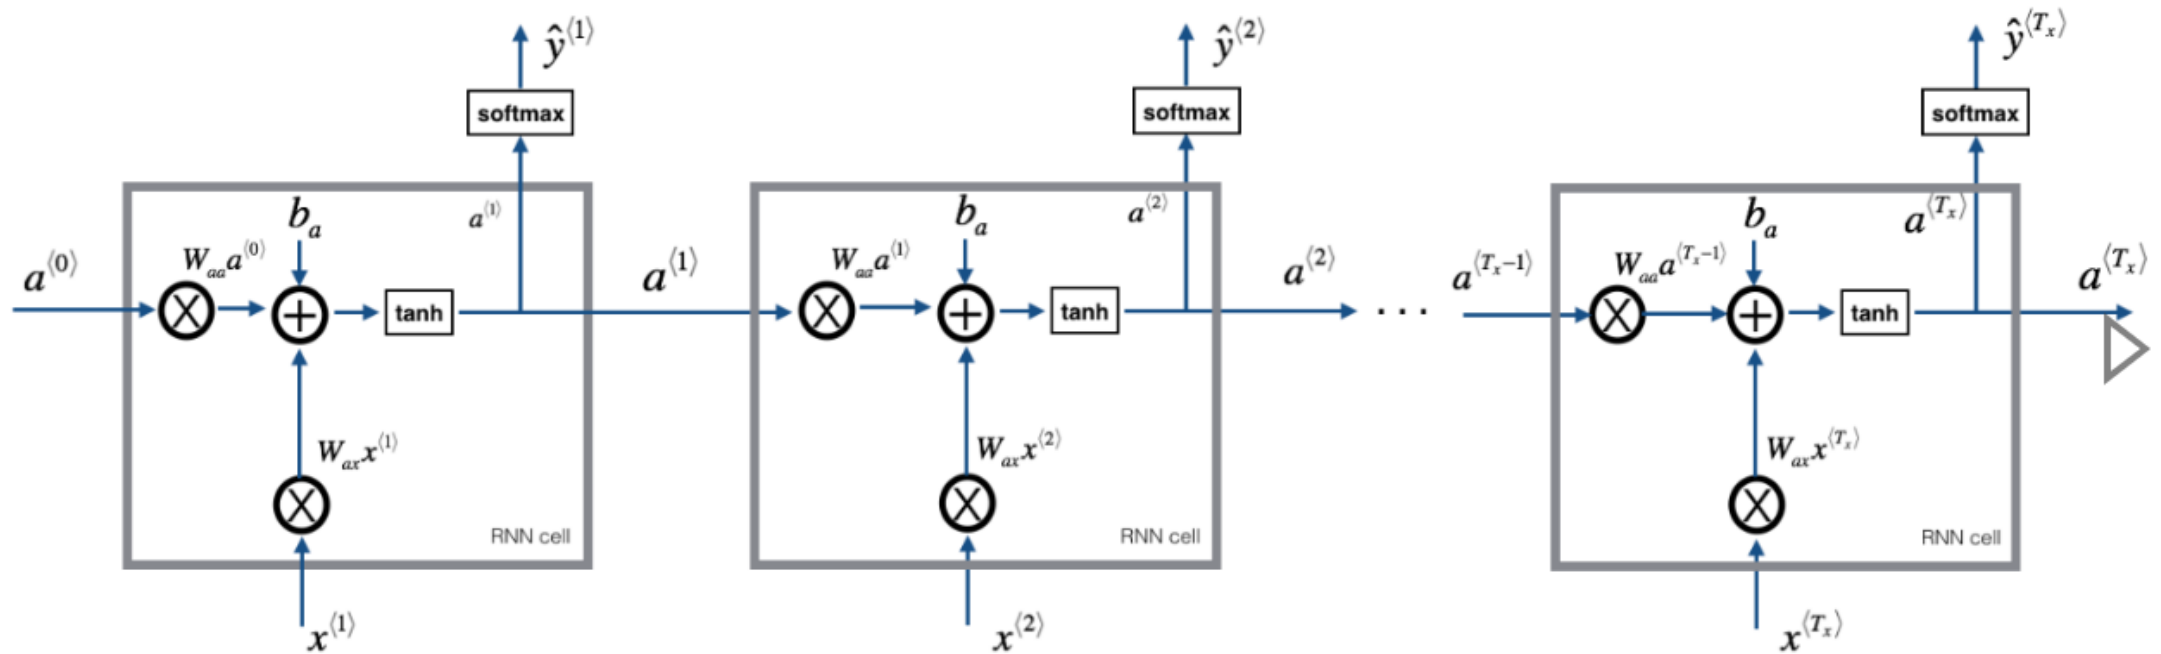 ŷ⟨1⟩
softmax
a⟨0⟩
W_aa a⟨0⟩
b_a
a⟨1⟩
tanh
W_ax x⟨1⟩
RNN cell
x⟨1⟩
a⟨1⟩
ŷ⟨2⟩
softmax
W_aa a⟨1⟩
b_a
a⟨2⟩
tanh
W_ax x⟨2⟩
RNN cell
x⟨2⟩
a⟨2⟩
...
a⟨T_x−1⟩
ŷ⟨T_x⟩
softmax
W_aa a⟨T_x−1⟩
b_a
a⟨T_x⟩
tanh
W_ax x⟨T_x⟩
RNN cell
x⟨T_x⟩
a⟨T_x⟩